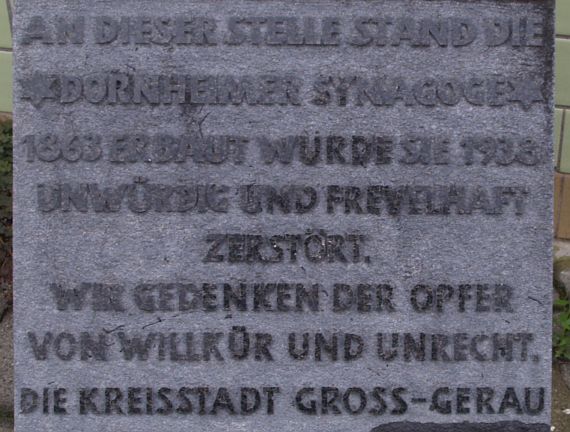 AN DIESER STELLE STAND DIE
✡DORNHEIMER SYNAGOGE✡
1863 ERBAUT WURDE SIE 1938
UNWÜRDIG UND FREVELHAFT
ZERSTÖRT.
WIR GEDENKEN DER OPFER
VON WILLKÜR UND UNRECHT.
DIE KREISSTADT GROSS-GERAU